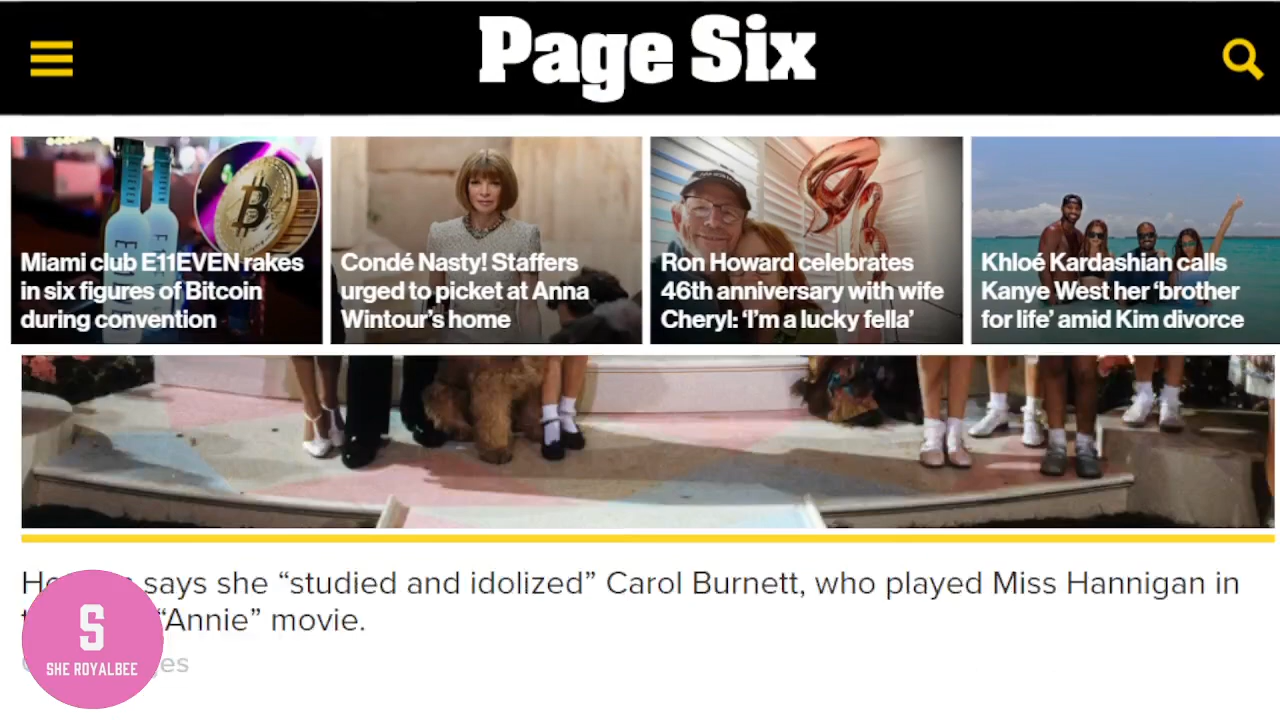 Page Six
Miami club E11EVEN rakes
in six figures of Bitcoin
during convention
Condé Nasty! Staffers
urged to picket at Anna
Wintour's home
Ron Howard celebrates
46th anniversary with wife
Cheryl: 'I'm a lucky fella'
Khloé Kardashian calls
Kanye West her 'brother
for life' amid Kim divorce
says she “studied and idolized” Carol Burnett, who played Miss Hannigan in
“Annie” movie.
S
SHE ROYALBEE